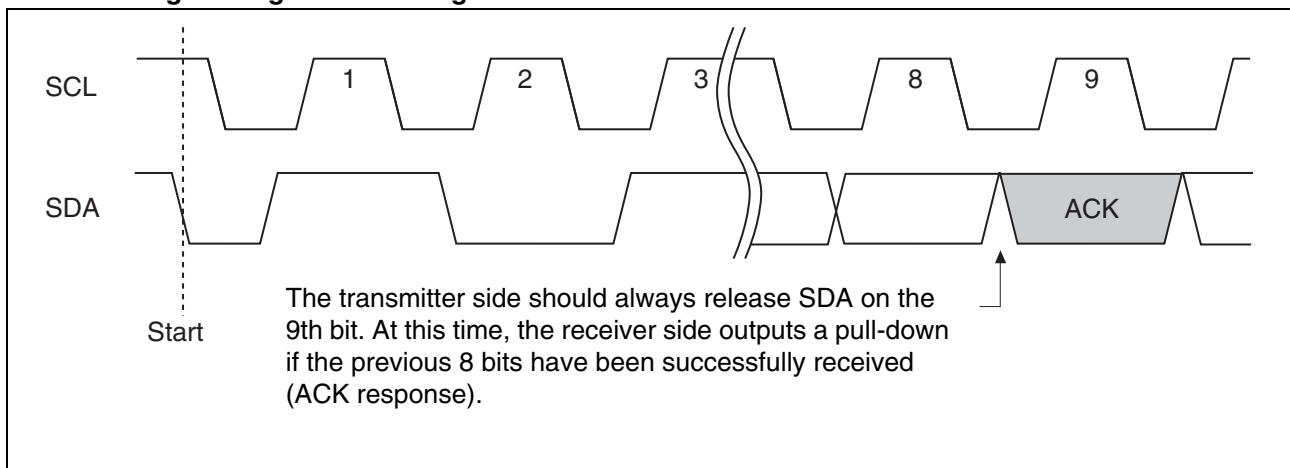 SCL
1
2
3
8
9
SDA
ACK
Start
The transmitter side should always release SDA on the
9th bit. At this time, the receiver side outputs a pull-down
if the previous 8 bits have been successfully received
(ACK response).